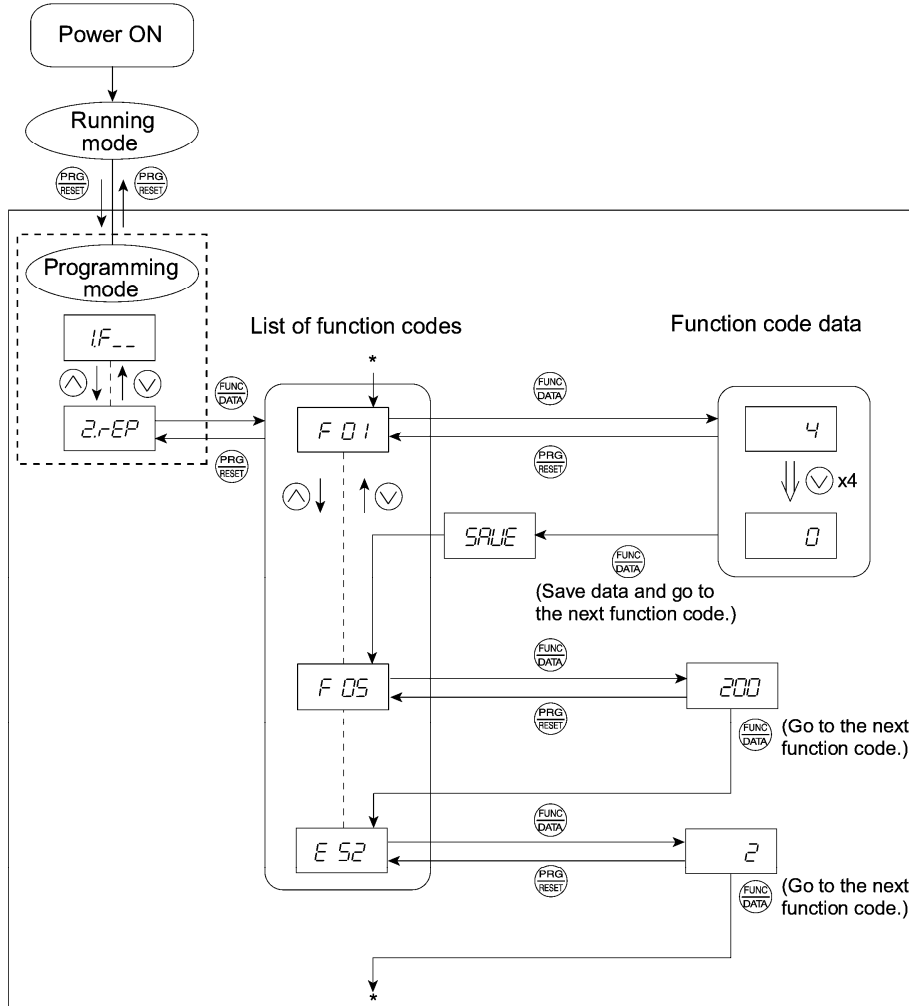 Power ON
Running
mode
PRG
RESET
PRG
RESET
Programming
mode
1.F__
2.rEP
FUNC
DATA
PRG
RESET
List of function codes
*
F 01
FUNC
DATA
PRG
RESET
Function code data
4
x4
0
SAVE
FUNC
DATA
(Save data and go to
the next function code.)
F 05
FUNC
DATA
PRG
RESET
200
FUNC
DATA
(Go to the next
function code.)
E 52
FUNC
DATA
PRG
RESET
2
FUNC
DATA
(Go to the next
function code.)
*